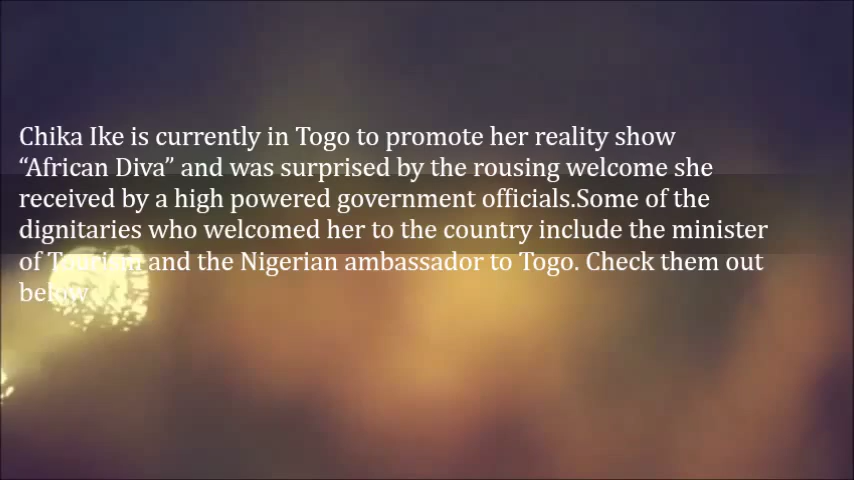 Chika Ike is currently in Togo to promote her reality show
“African Diva” and was surprised by the rousing welcome she
received by a high powered government officials.Some of the
dignitaries who welcomed her to the country include the minister
of Tourism and the Nigerian ambassador to Togo. Check them out
below